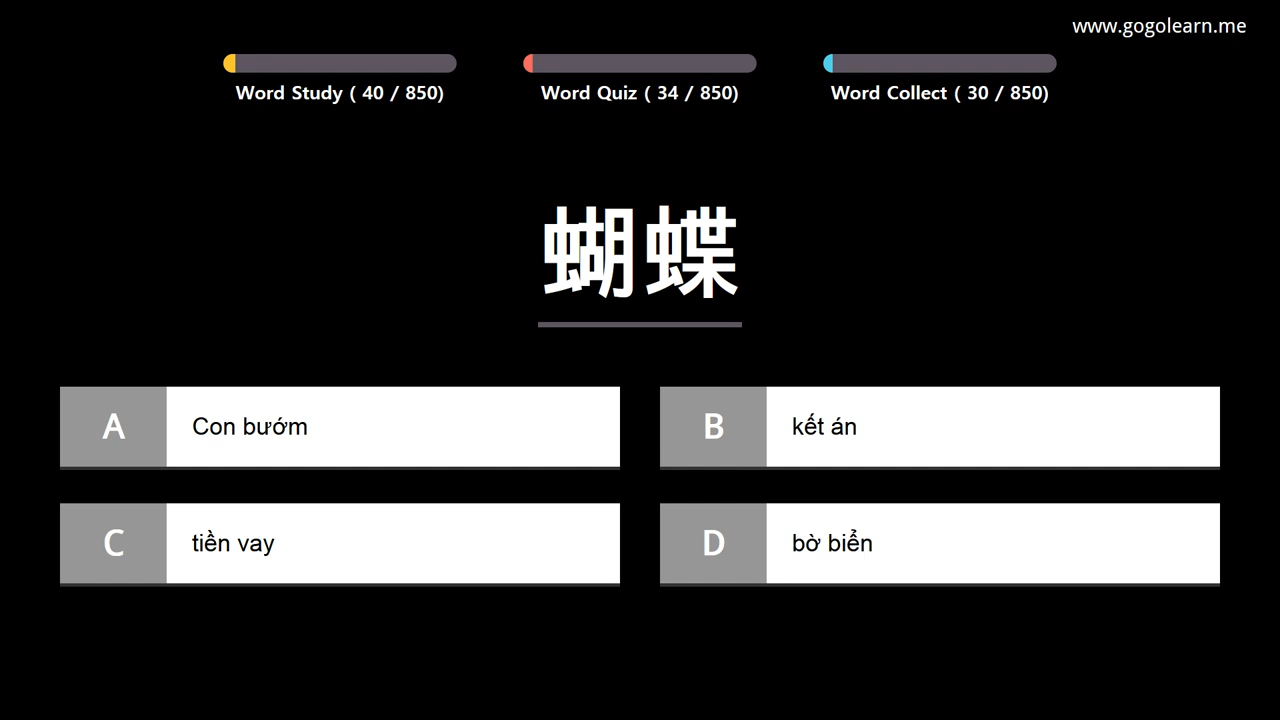 www.gogolearn.me
Word Study ( 40 / 850)
Word Quiz ( 34 / 850)
Word Collect ( 30 / 850)
蝴蝶
A Con bướm
B kết án
C tiền vay
D bờ biển